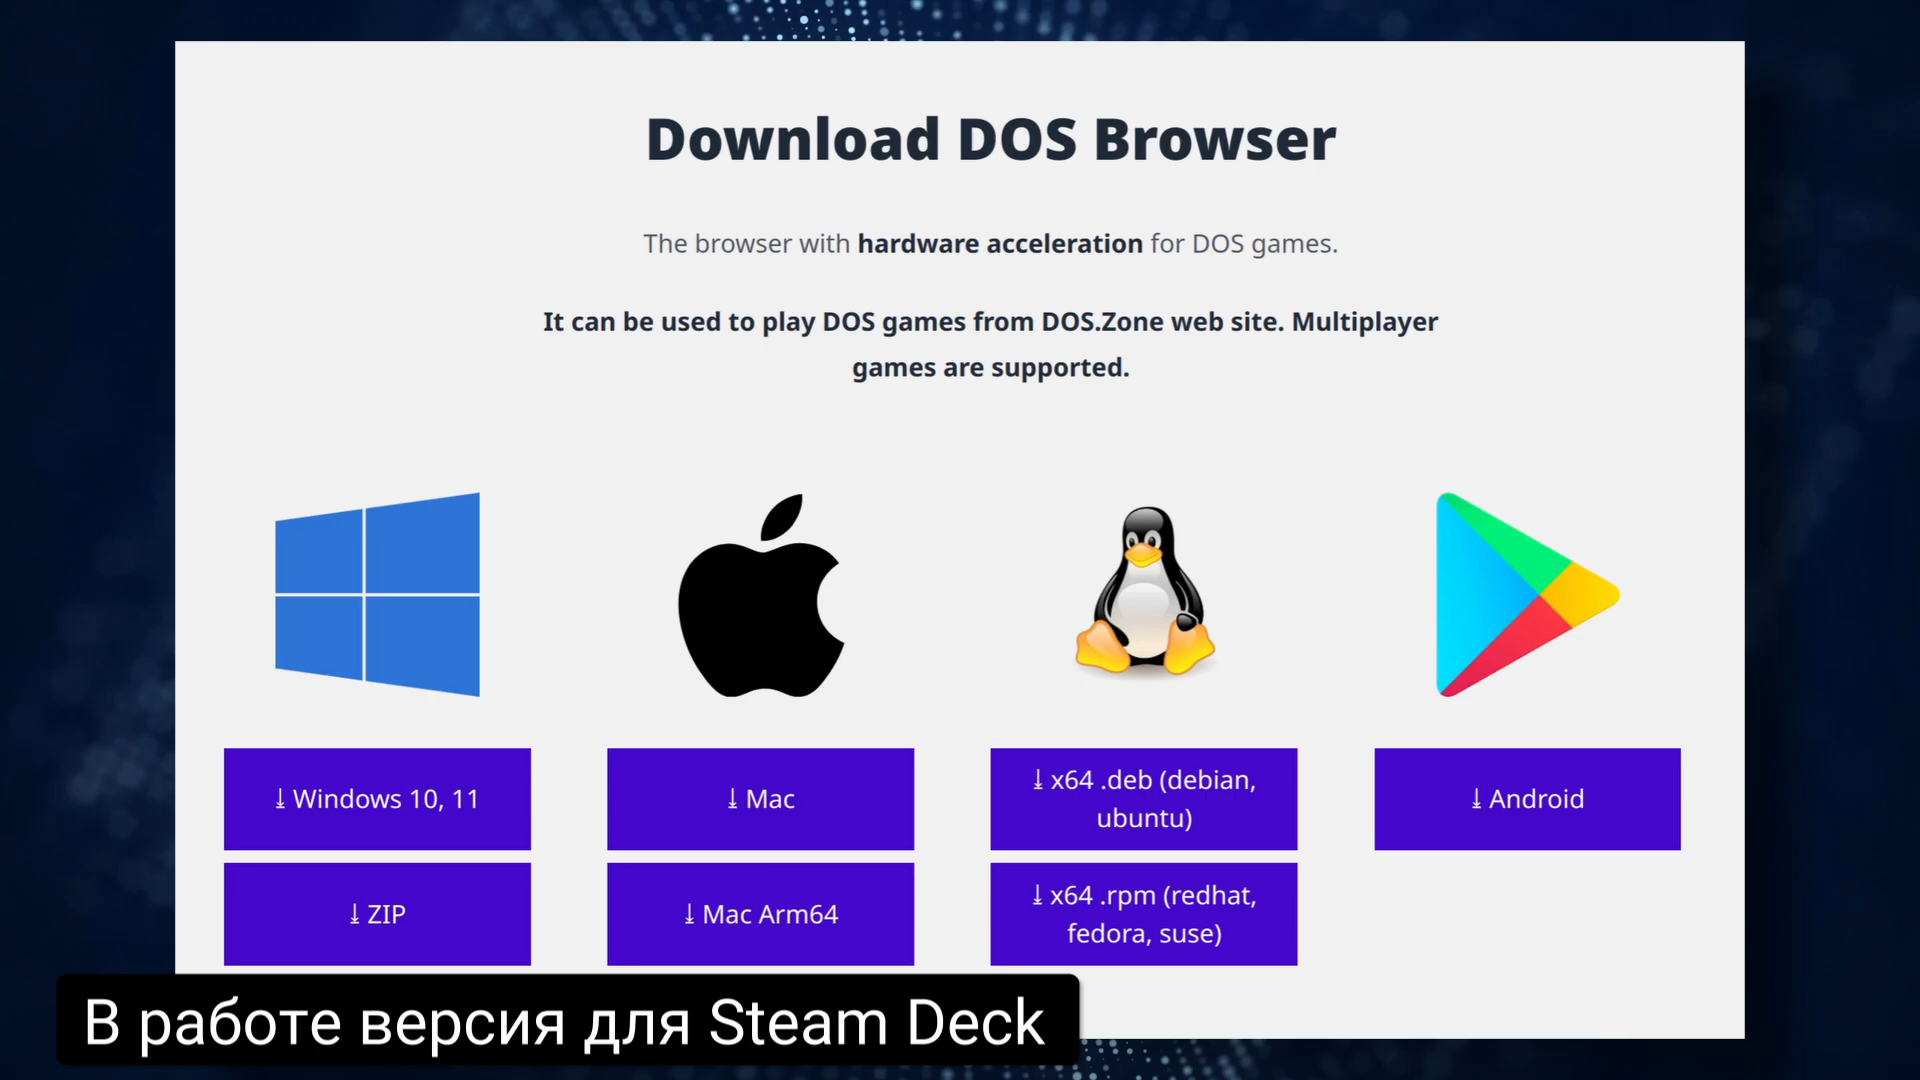 Download DOS Browser
The browser with hardware acceleration for DOS games.
It can be used to play DOS games from DOS.Zone web site. Multiplayer
games are supported.
⤓ Windows 10, 11
⤓ Mac
⤓ x64 .deb (debian,
ubuntu)
⤓ Android
⤓ ZIP
⤓ Mac Arm64
⤓ x64 .rpm (redhat,
fedora, suse)
В работе версия для Steam Deck